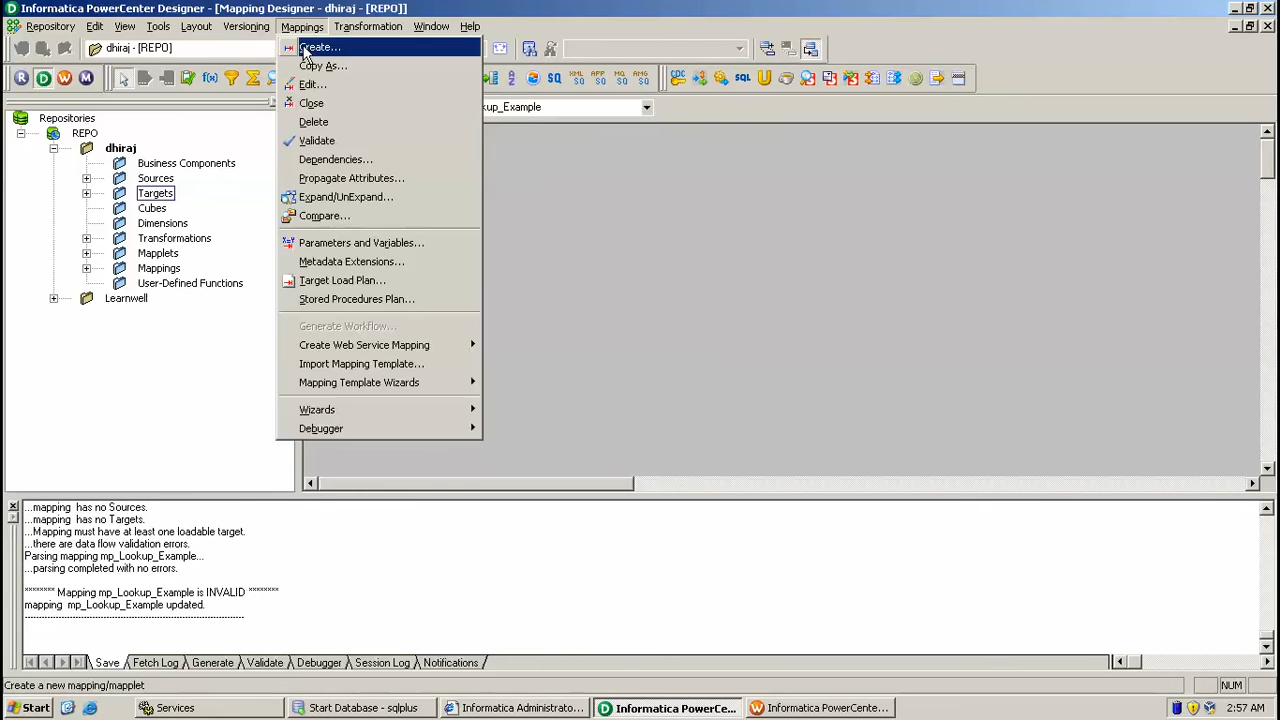 Informatica PowerCenter Designer - [Mapping Designer - dhiraj - [REPO]]
Repository Edit View Tools Layout Versioning Mappings Transformation Window Help
dhiraj - [REPO]
Create...
Copy As...
Edit...
Close
Delete
Validate
Dependencies...
Propagate Attributes...
Expand/UnExpand...
Compare...
Parameters and Variables...
Metadata Extensions...
Target Load Plan...
Stored Procedures Plan...
Generate Workflow...
Create Web Service Mapping
Import Mapping Template...
Mapping Template Wizards
Wizards
Debugger
kup_Example
Repositories
REPO
dhiraj
Business Components
Sources
Targets
Cubes
Dimensions
Transformations
Mapplets
Mappings
User-Defined Functions
Learnwell
...mapping has no Sources.
...mapping has no Targets.
...Mapping must have at least one loadable target.
...there are data flow validation errors.
Parsing mapping mp_Lookup_Example...
...parsing completed with no errors.
******** Mapping mp_Lookup_Example is INVALID ********
mapping mp_Lookup_Example updated.
Save Fetch Log Generate Validate Debugger Session Log Notifications
Create a new mapping/mapplet NUM
Start Services Start Database - sqlplus Informatica Administrato... Informatica PowerCe... Informatica PowerCente... 2:57 AM